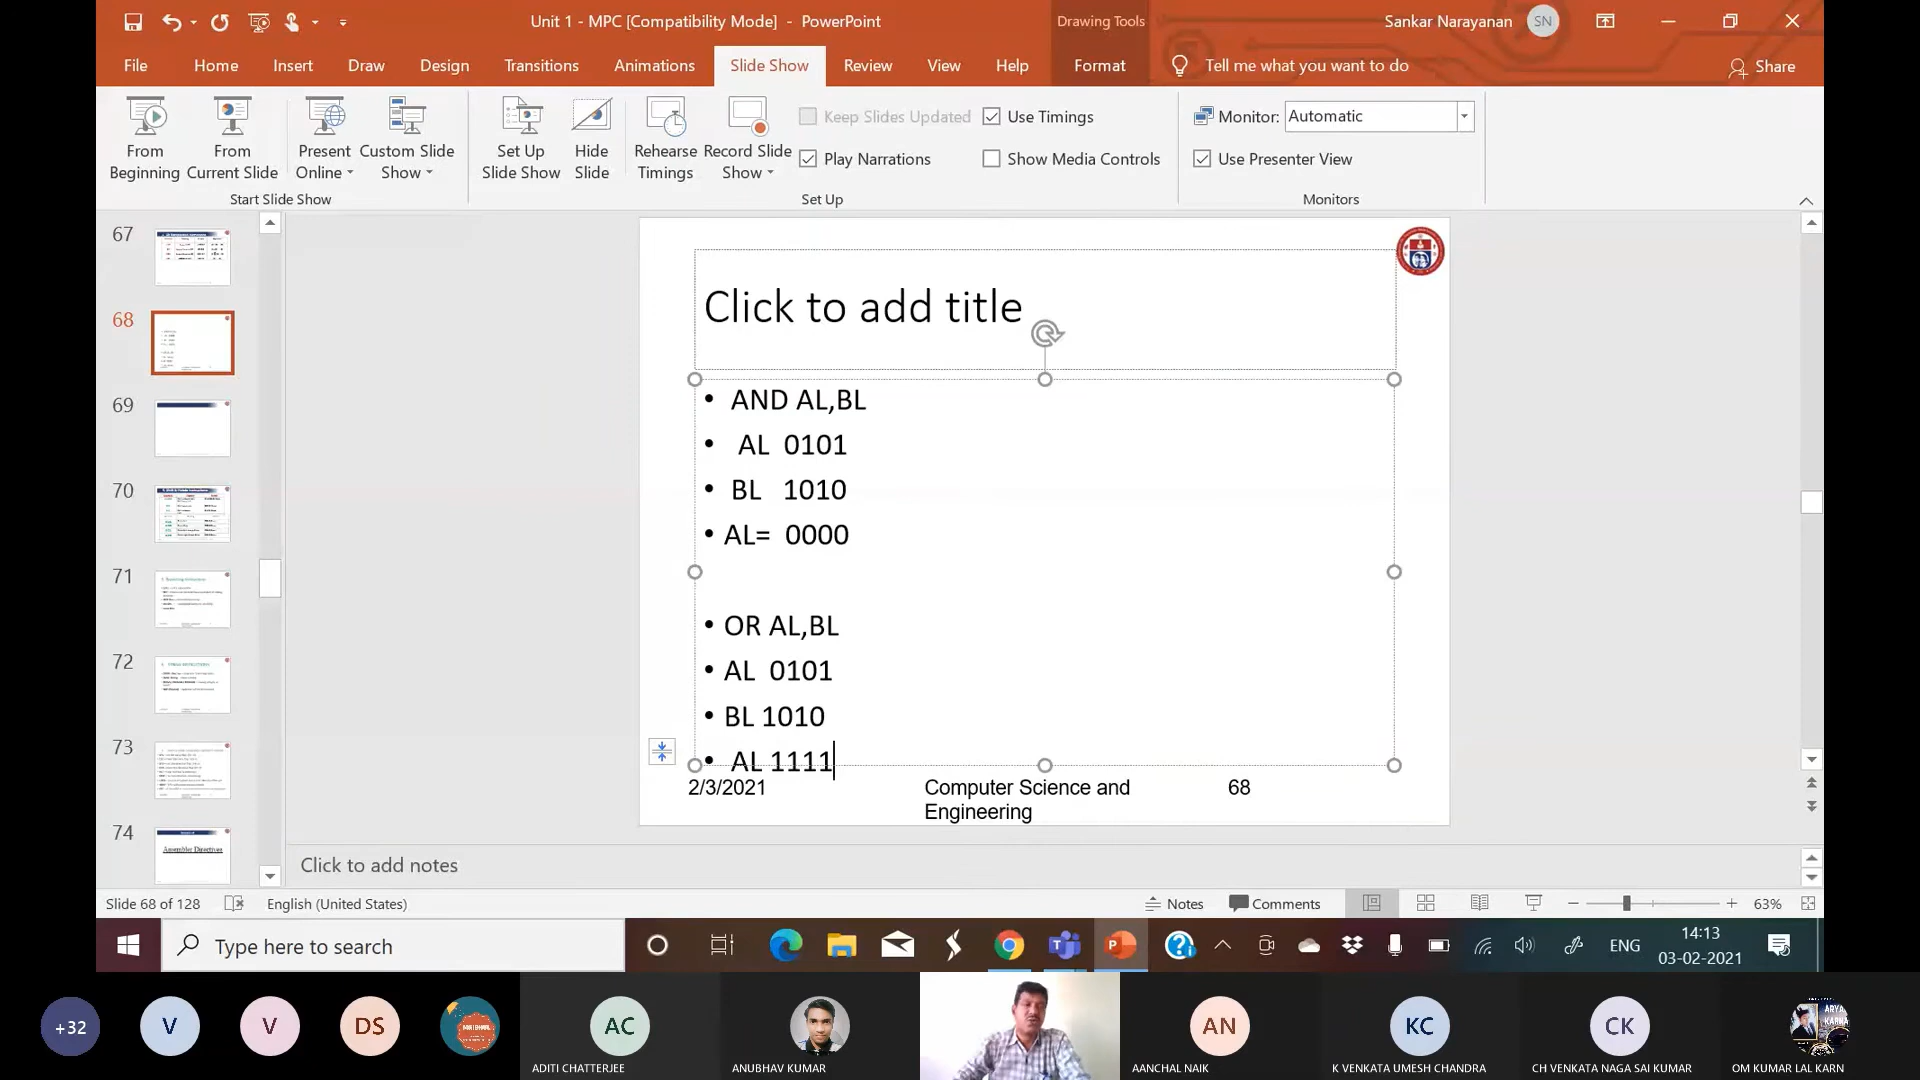 Unit 1 - MPC [Compatibility Mode] - PowerPoint
Drawing Tools
Sankar Narayanan
SN
File
Home
Insert
Draw
Design
Transitions
Animations
Slide Show
Review
View
Help
Format
Tell me what you want to do
Share
From Beginning
From Current Slide
Present Online
Custom Slide Show
Start Slide Show
Set Up Slide Show
Hide Slide
Rehearse Timings
Record Slide Show
Keep Slides Updated
Play Narrations
Use Timings
Show Media Controls
Set Up
Monitor: Automatic
Use Presenter View
Monitors
67
68
69
70
71
72
73
74
Assembler Directives
Click to add title
• AND AL,BL
• AL 0101
• BL 1010
• AL= 0000
• OR AL,BL
• AL 0101
• BL 1010
• AL 1111
2/3/2021
Computer Science and
Engineering
68
Click to add notes
Slide 68 of 128
English (United States)
Notes
Comments
63%
Type here to search
ENG
14:13
03-02-2021
+32
V
V
DS
AC
ADITI CHATTERJEE
ANUBHAV KUMAR
AN
AANCHAL NAIK
KC
K VENKATA UMESH CHANDRA
CK
CH VENKATA NAGA SAI KUMAR
OM KUMAR LAL KARN